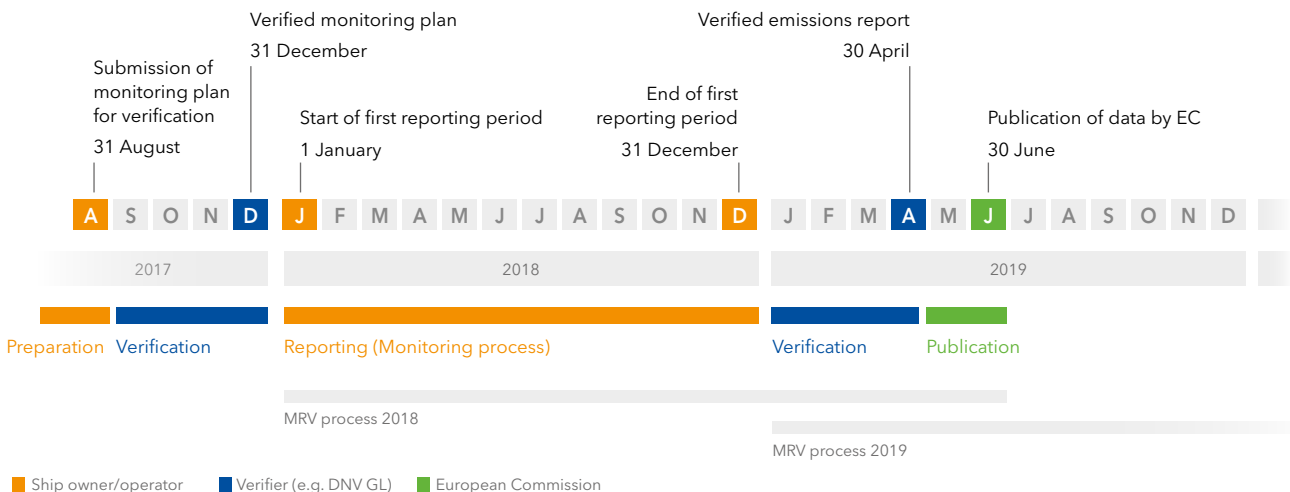 Verified monitoring plan
31 December
Verified emissions report
30 April
Submission of
monitoring plan
for verification
31 August
Start of first reporting period
1 January
End of first
reporting period
31 December
Publication of data by EC
30 June
A S O N D J F M A M J J A S O N D J F M A M J J A S O N D
2017 2018 2019
Preparation Verification Reporting (Monitoring process) Verification Publication
MRV process 2018
MRV process 2019
Ship owner/operator Verifier (e.g. DNV GL) European Commission